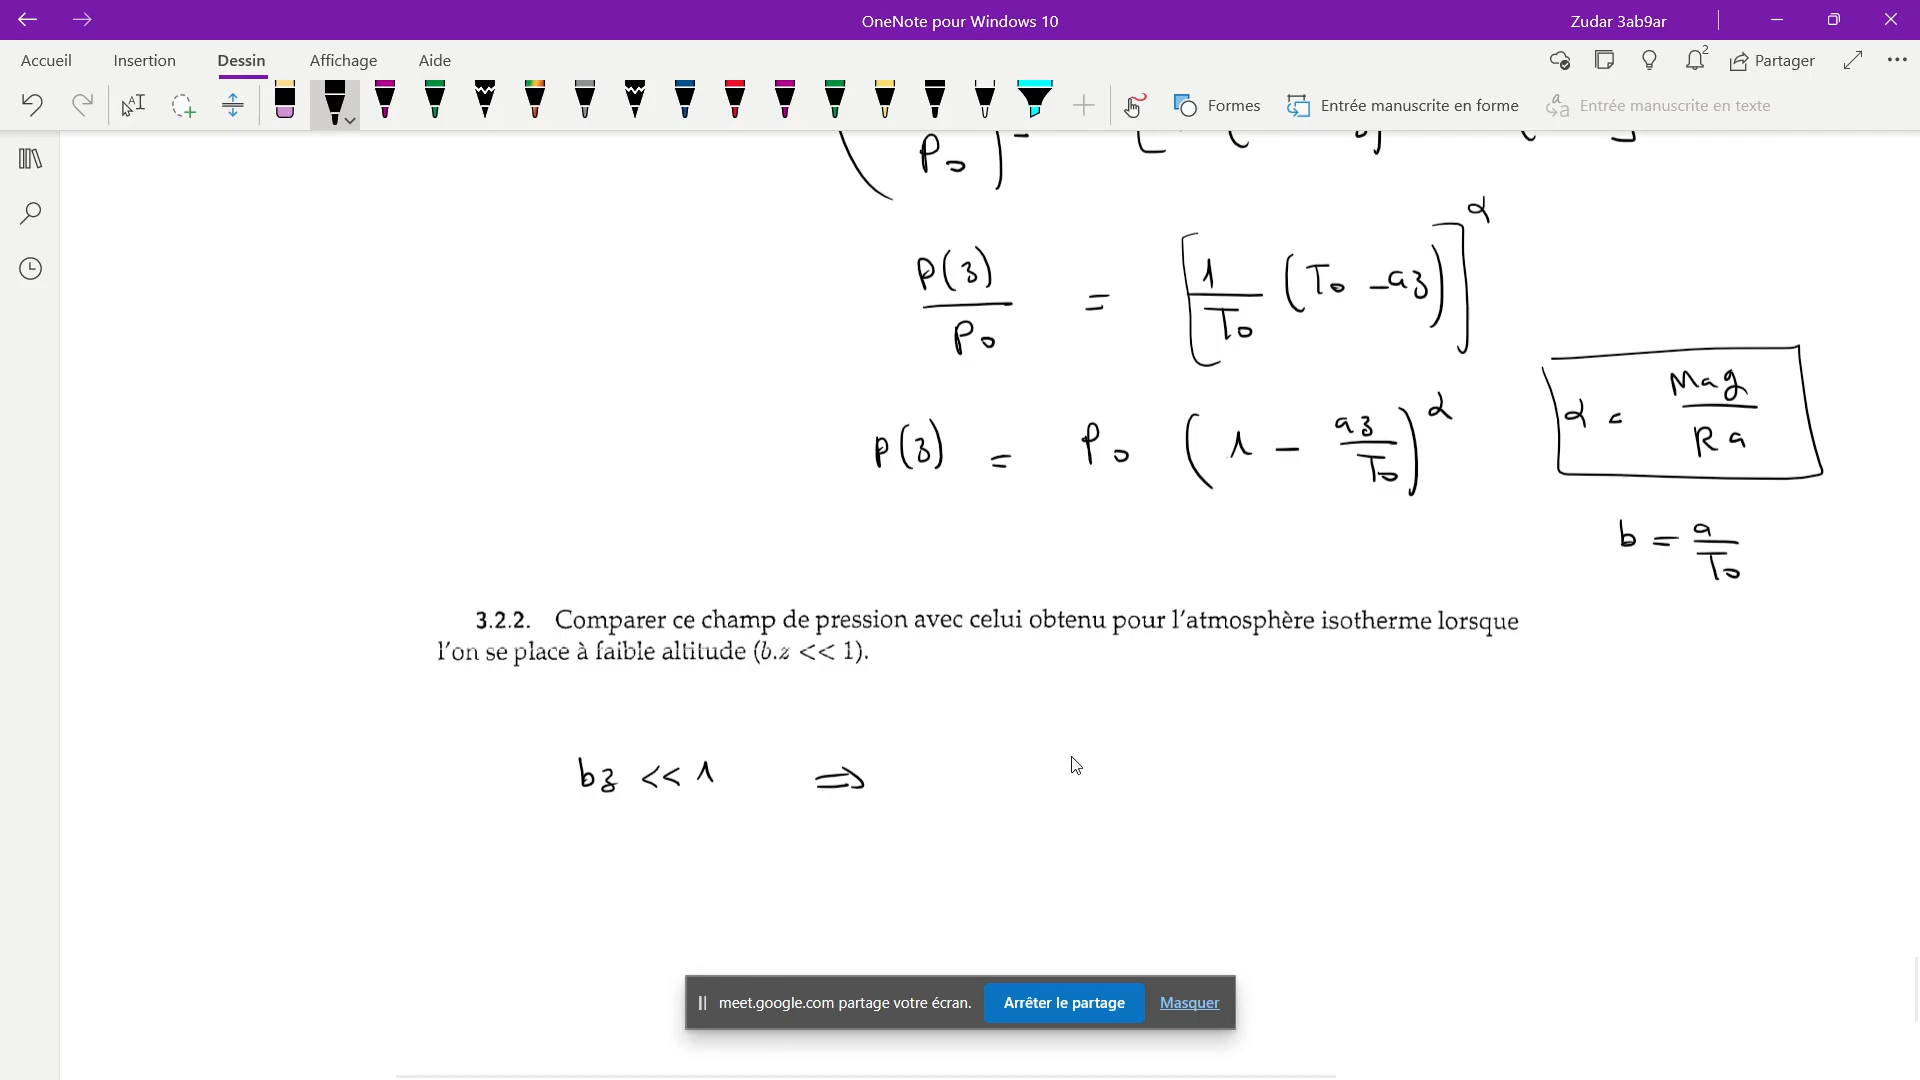 OneNote pour Windows 10
Zudar 3ab9ar
Accueil Insertion Dessin Affichage Aide
2
Partager
Formes Entrée manuscrite en forme Entrée manuscrite en texte
P₀
P(z)/P₀ = [1/T₀ (T₀ - az)]^α
P(z) = P₀ (1 - az/T₀)^α
α = Mag/Ra
b = a/T₀
3.2.2. Comparer ce champ de pression avec celui obtenu pour l'atmosphère isotherme lorsque
l'on se place à faible altitude (b.z << 1).
bz << 1 ⇒
meet.google.com partage votre écran. Arrêter le partage Masquer